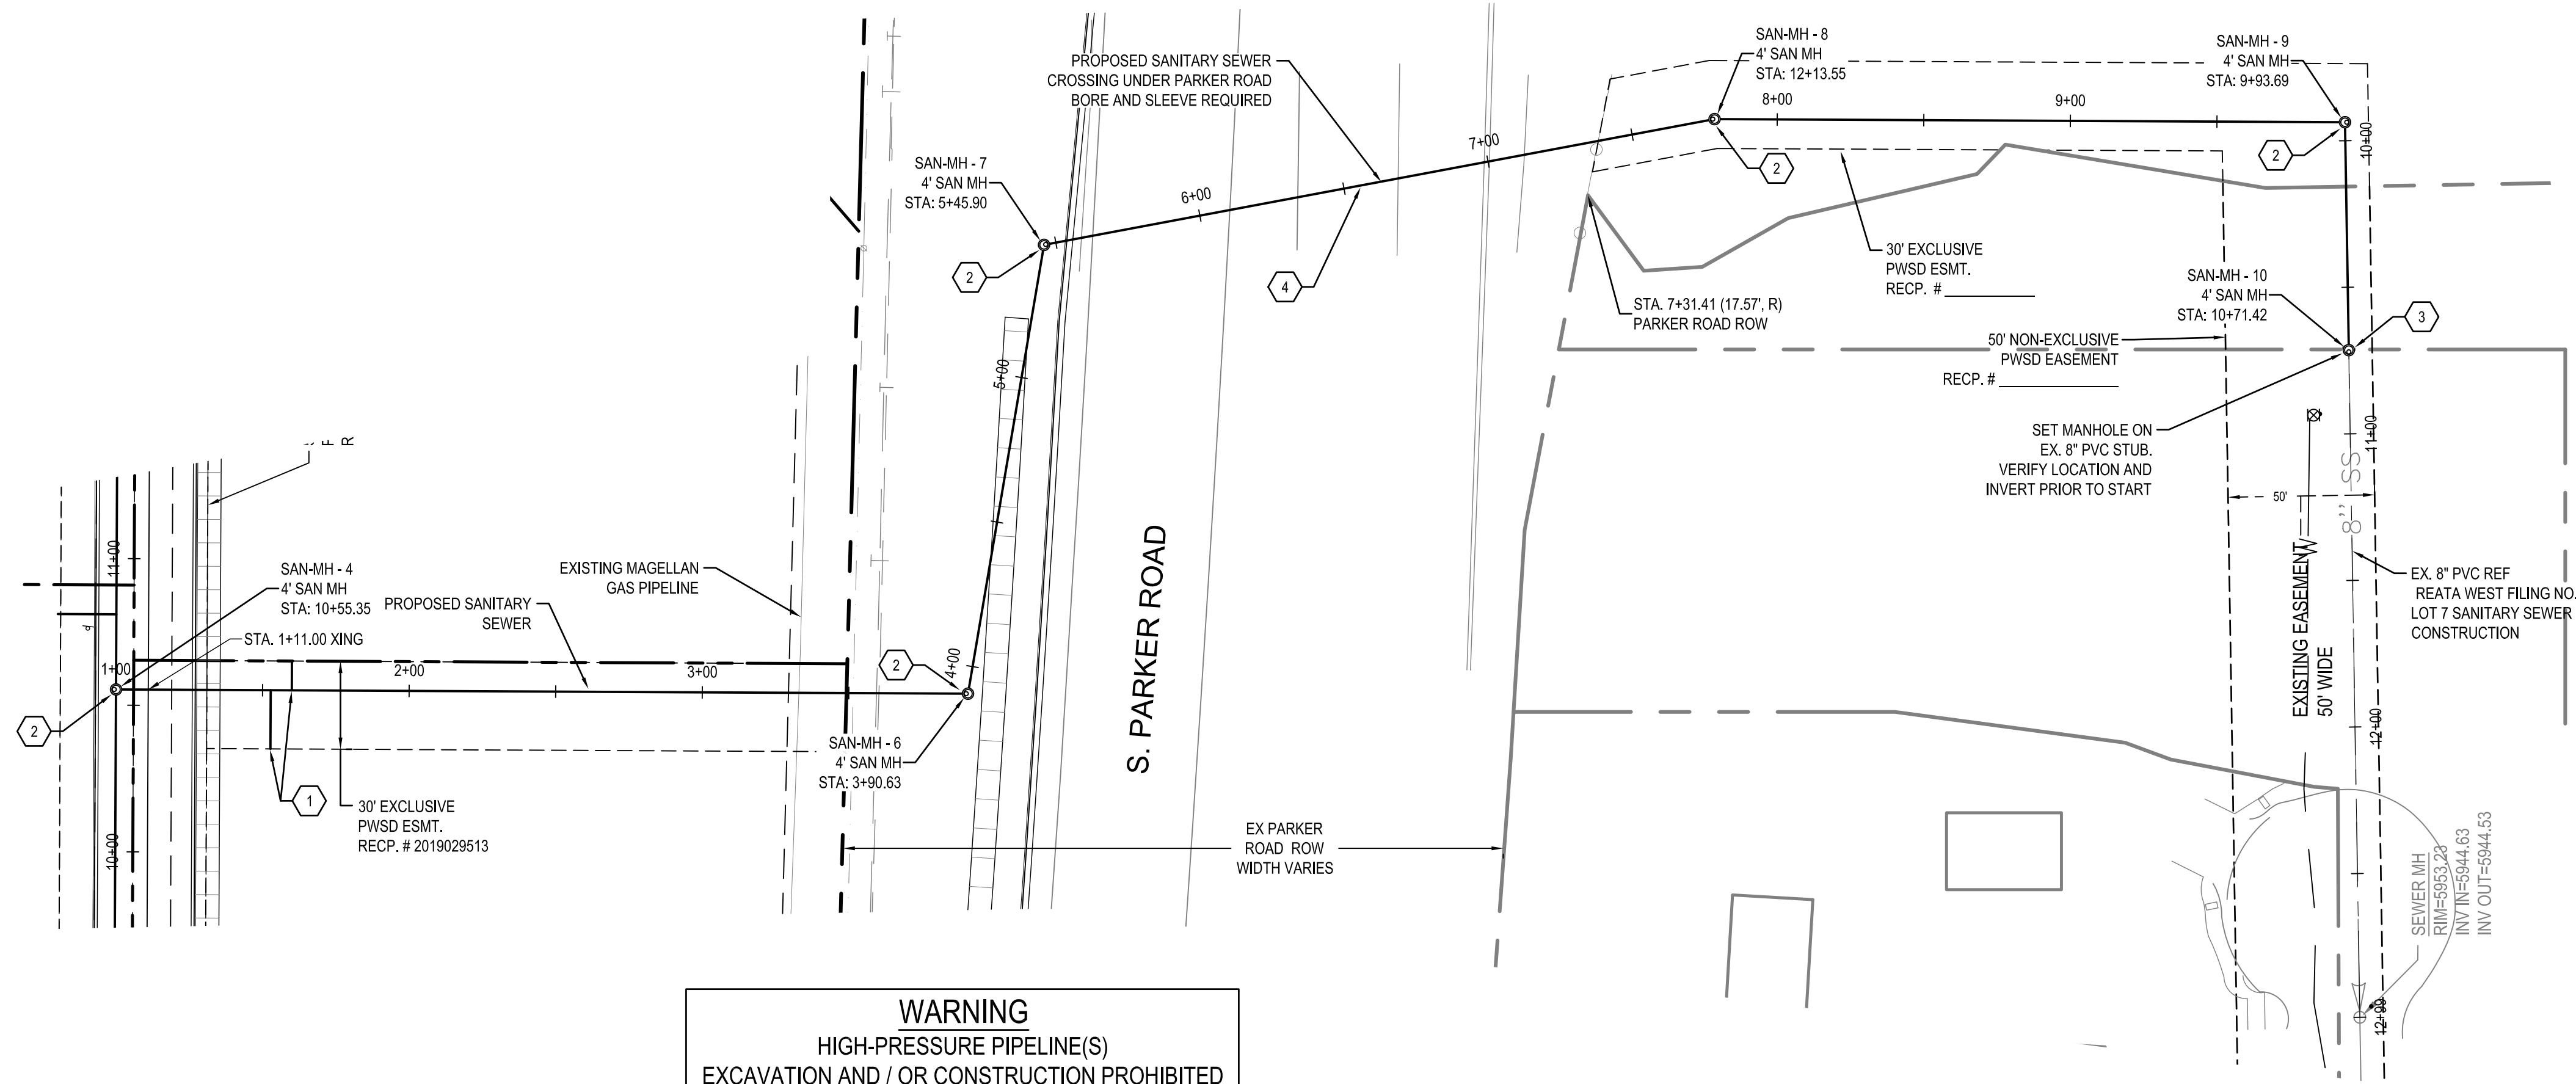 PROPOSED SANITARY SEWER
CROSSING UNDER PARKER ROAD
BORE AND SLEEVE REQUIRED
SAN-MH - 8
4' SAN MH
STA: 12+13.55
SAN-MH - 9
4' SAN MH
STA: 9+93.69
8+00
9+00
10+00
7+00
6+00
2
2
SAN-MH - 7
4' SAN MH
STA: 5+45.90
2
4
30' EXCLUSIVE
PWSD ESMT.
RECP. #
SAN-MH - 10
4' SAN MH
STA: 10+71.42
3
STA. 7+31.41 (17.57', R)
PARKER ROAD ROW
50' NON-EXCLUSIVE
PWSD EASEMENT
RECP. #
5+00
SET MANHOLE ON
EX. 8" PVC STUB.
VERIFY LOCATION AND
INVERT PRIOR TO START
11+00
50'
8'' SS
W
EXISTING EASEMENT
50' WIDE
EX. 8" PVC REF
REATA WEST FILING NO.
LOT 7 SANITARY SEWER
CONSTRUCTION
12+00
11+00
SAN-MH - 4
4' SAN MH
STA: 10+55.35
STA. 1+11.00 XING
PROPOSED SANITARY
SEWER
EXISTING MAGELLAN
GAS PIPELINE
S. PARKER ROAD
1+00
2+00
3+00
4+00
2
2
SAN-MH - 6
4' SAN MH
STA: 3+90.63
1
30' EXCLUSIVE
PWSD ESMT.
RECP. # 2019029513
10+00
EX PARKER
ROAD ROW
WIDTH VARIES
SEWER MH
RIM=5953.23
INV IN=5944.63
INV OUT=5944.53
12+99
WARNING
HIGH-PRESSURE PIPELINE(S)
EXCAVATION AND / OR CONSTRUCTION PROHIBITED